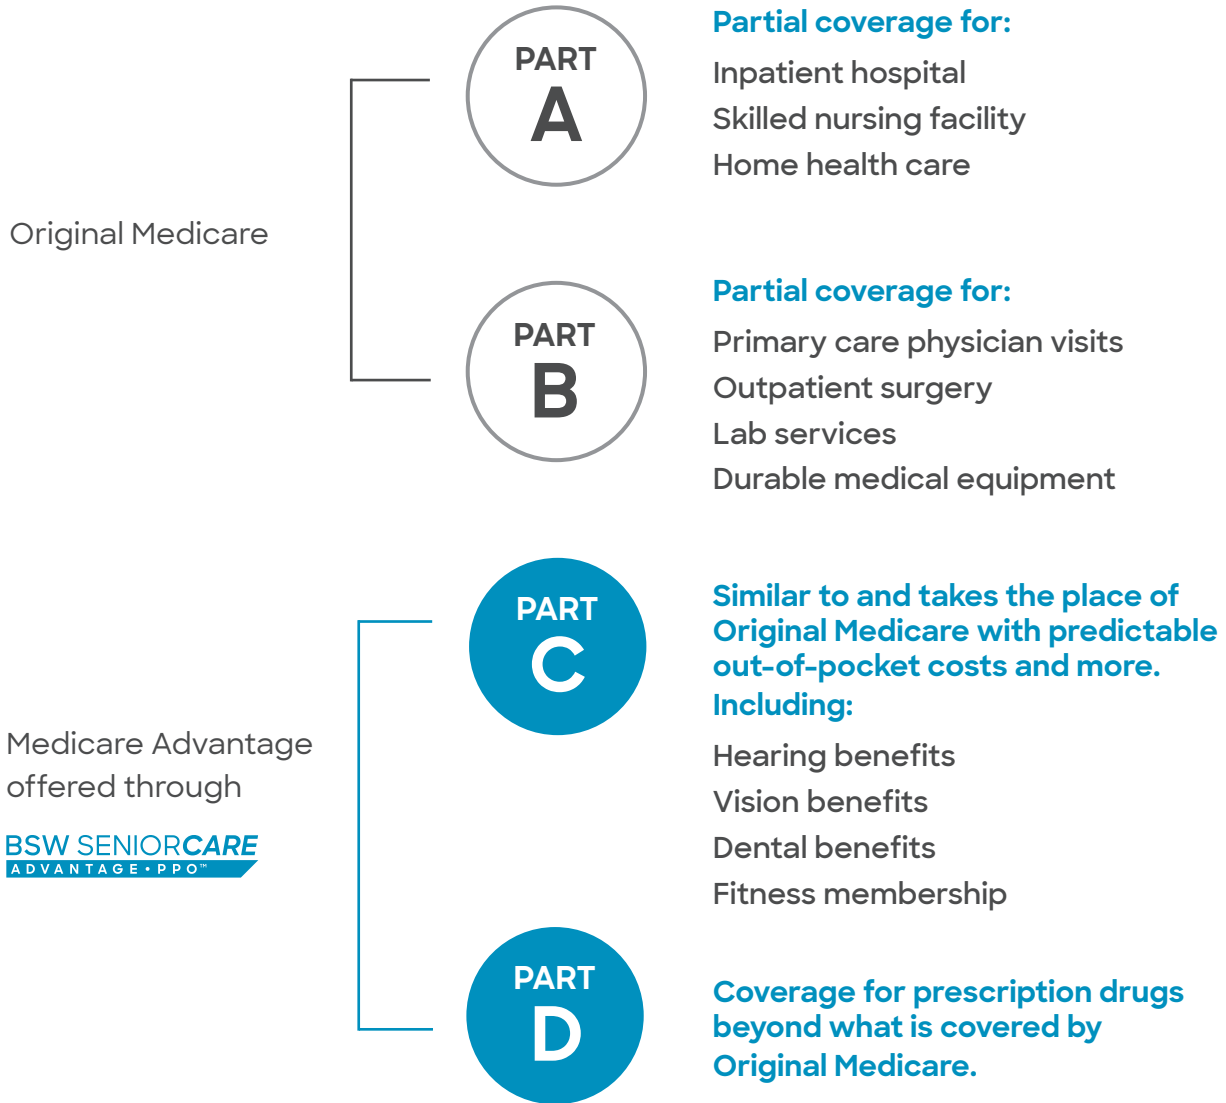 PART
A
Partial coverage for:
Inpatient hospital
Skilled nursing facility
Home health care
Original Medicare
PART
B
Partial coverage for:
Primary care physician visits
Outpatient surgery
Lab services
Durable medical equipment
PART
C
Similar to and takes the place of
Original Medicare with predictable
out-of-pocket costs and more.
Including:
Hearing benefits
Vision benefits
Dental benefits
Fitness membership
Medicare Advantage
offered through
BSW SENIORCARE
ADVANTAGE • PPO™
PART
D
Coverage for prescription drugs
beyond what is covered by
Original Medicare.